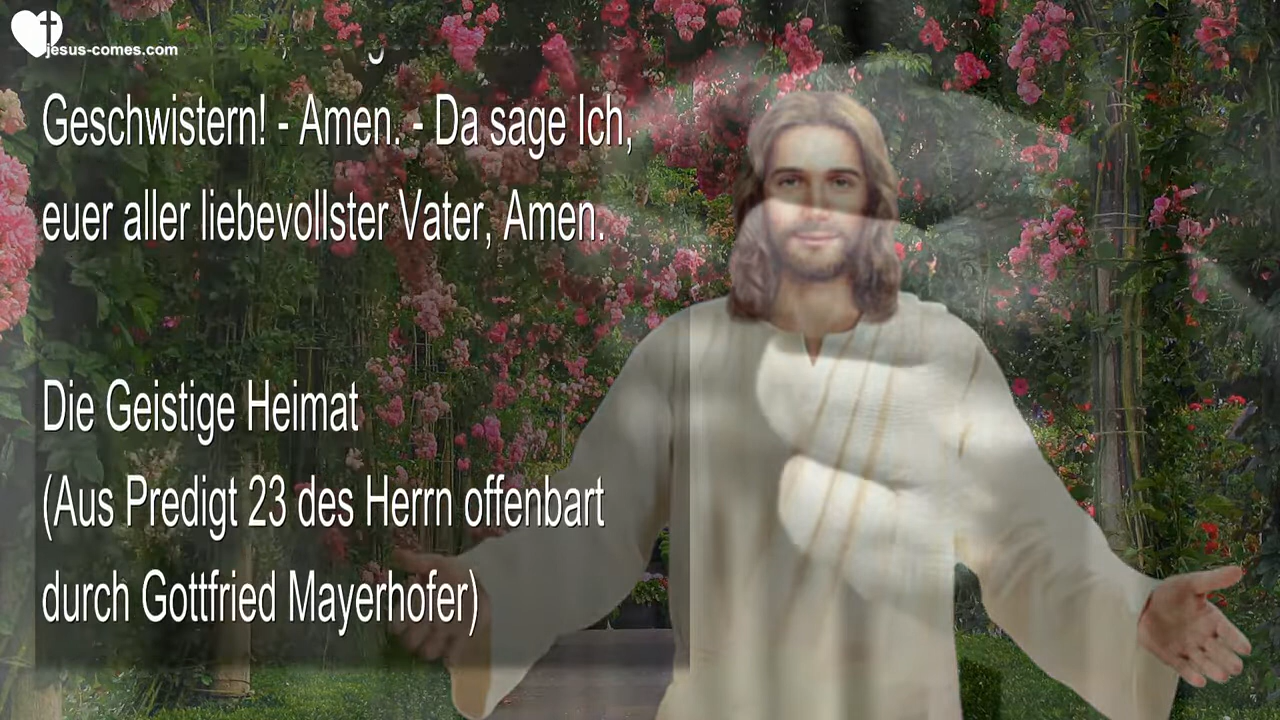 jesus-comes.com
Geschwistern! - Amen. - Da sage Ich,
euer aller liebevollster Vater, Amen.
Die Geistige Heimat
(Aus Predigt 23 des Herrn offenbart
durch Gottfried Mayerhofer)